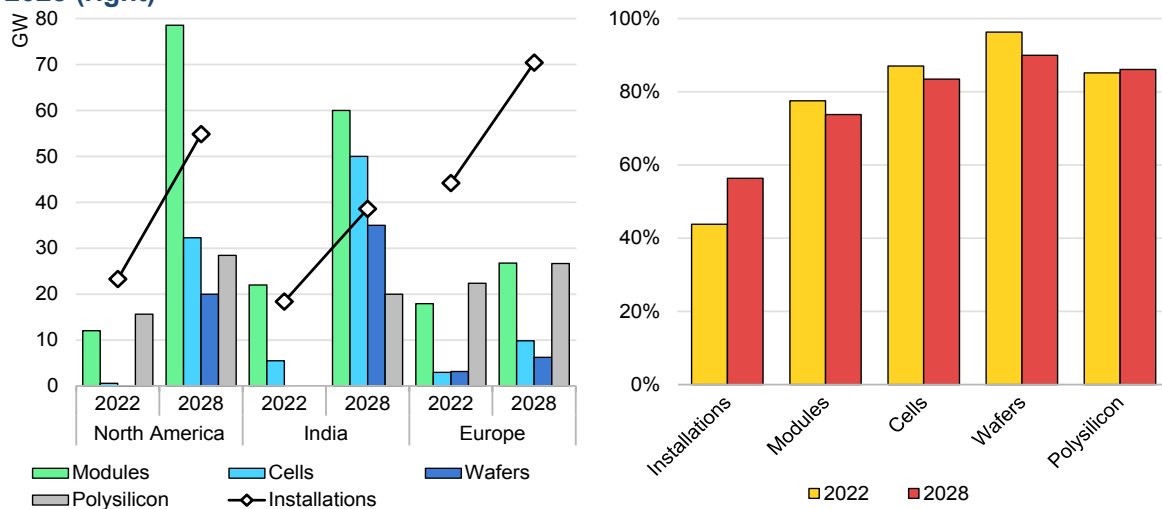 2028 (right)
GW
80
70
60
50
40
30
20
10
0
2022 2028 2022 2028 2022 2028
North America India Europe
Modules Cells Wafers
Polysilicon Installations
100%
80%
60%
40%
20%
0%
Installations Modules Cells Wafers Polysilicon
2022 2028